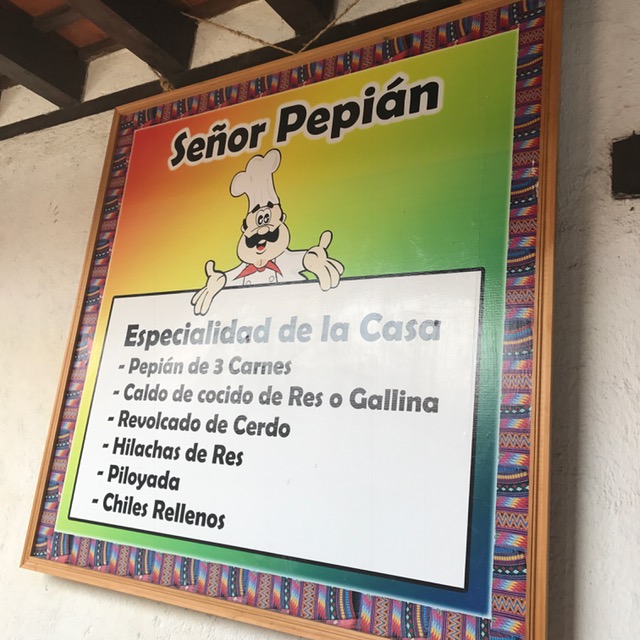 Señor Pepián
Especialidad de la Casa
- Pepián de 3 Carnes
- Caldo de cocido de Res o Gallina
- Revolcado de Cerdo
- Hilachas de Res
- Piloyada
- Chiles Rellenos